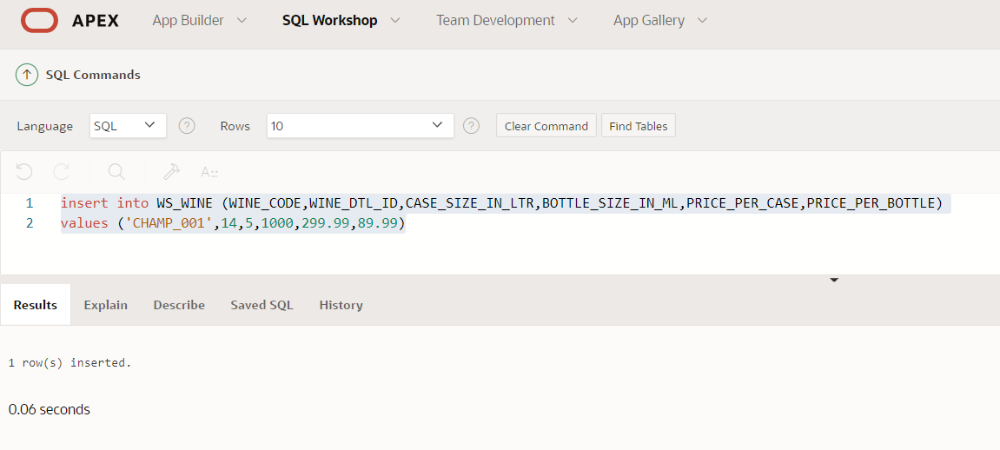 APEX App Builder SQL Workshop Team Development App Gallery
SQL Commands
Language SQL ? Rows 10 ? Clear Command Find Tables
A::
1 insert into WS_WINE (WINE_CODE,WINE_DTL_ID,CASE_SIZE_IN_LTR,BOTTLE_SIZE_IN_ML,PRICE_PER_CASE,PRICE_PER_BOTTLE)
2 values ('CHAMP_001',14,5,1000,299.99,89.99)
Results Explain Describe Saved SQL History
1 row(s) inserted.
0.06 seconds